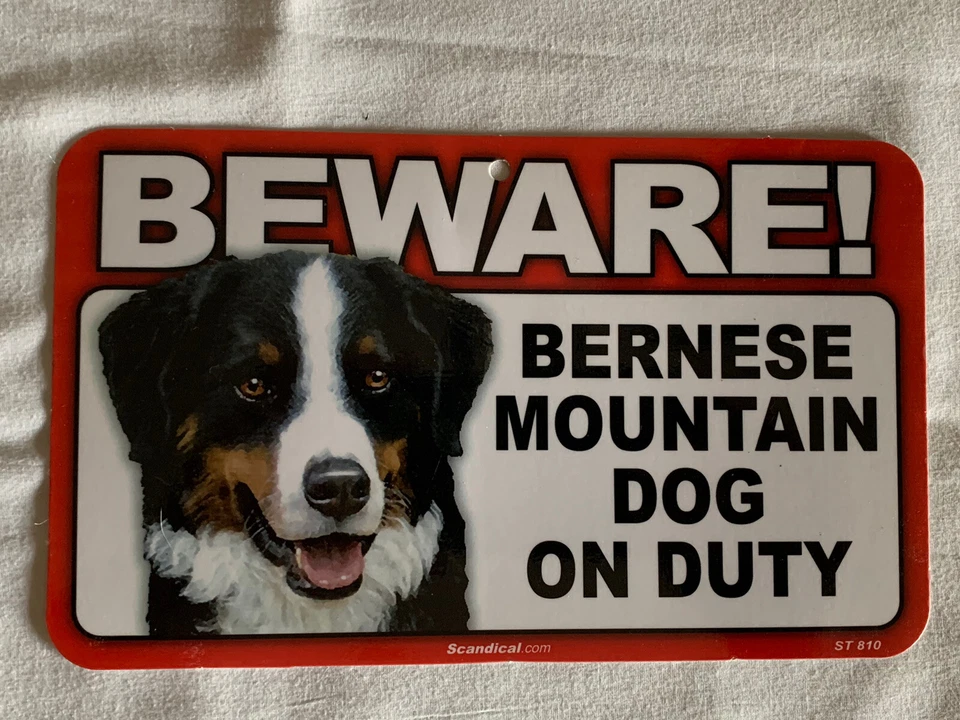 BEWARE!
BERNESE
MOUNTAIN
DOG
ON DUTY
Scandical.com
ST 810